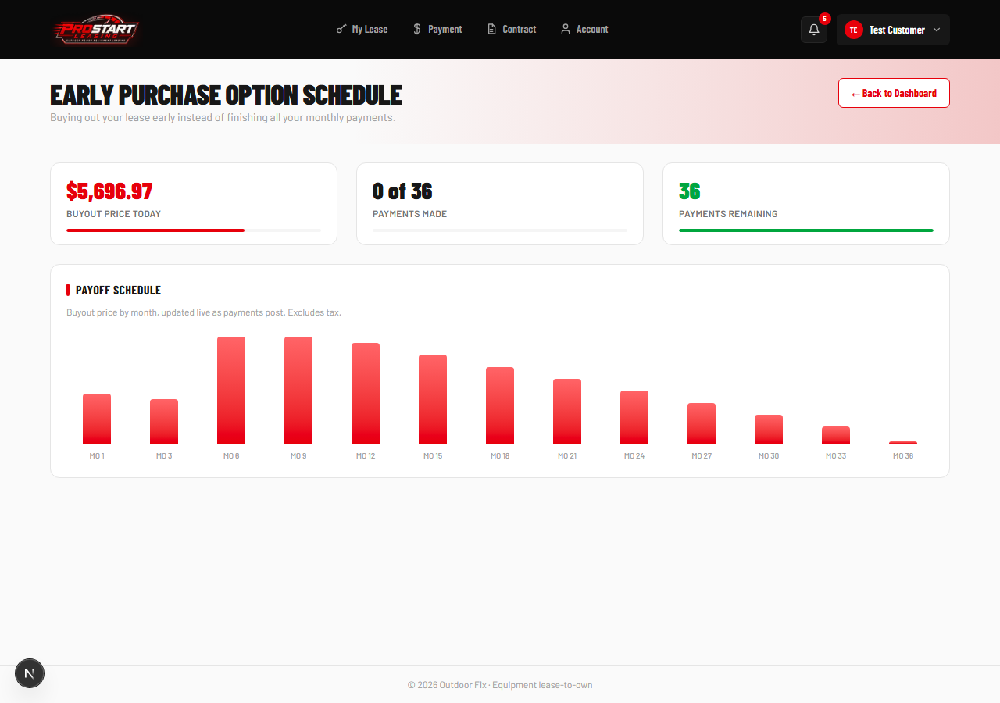 PROSTART
LEASING
My Lease
Payment
Contract
Account
6
TE
Test Customer
EARLY PURCHASE OPTION SCHEDULE
← Back to Dashboard
Buying out your lease early instead of finishing all your monthly payments.
$5,696.97
BUYOUT PRICE TODAY
0 of 36
PAYMENTS MADE
36
PAYMENTS REMAINING
PAYOFF SCHEDULE
Buyout price by month, updated live as payments post. Excludes tax.
MO 1
MO 3
MO 6
MO 9
MO 12
MO 15
MO 18
MO 21
MO 24
MO 27
MO 30
MO 33
MO 36
N
© 2026 Outdoor Fix · Equipment lease-to-own